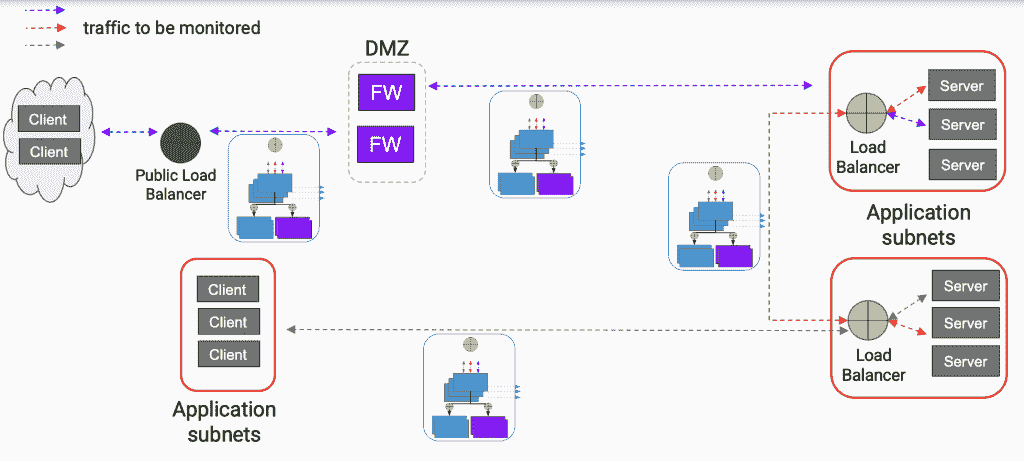 traffic to be monitored
DMZ
FW
FW
Client
Client
Public Load
Balancer
Server
Server
Server
Load
Balancer
Application
subnets
Client
Client
Client
Application
subnets
Server
Server
Server
Load
Balancer